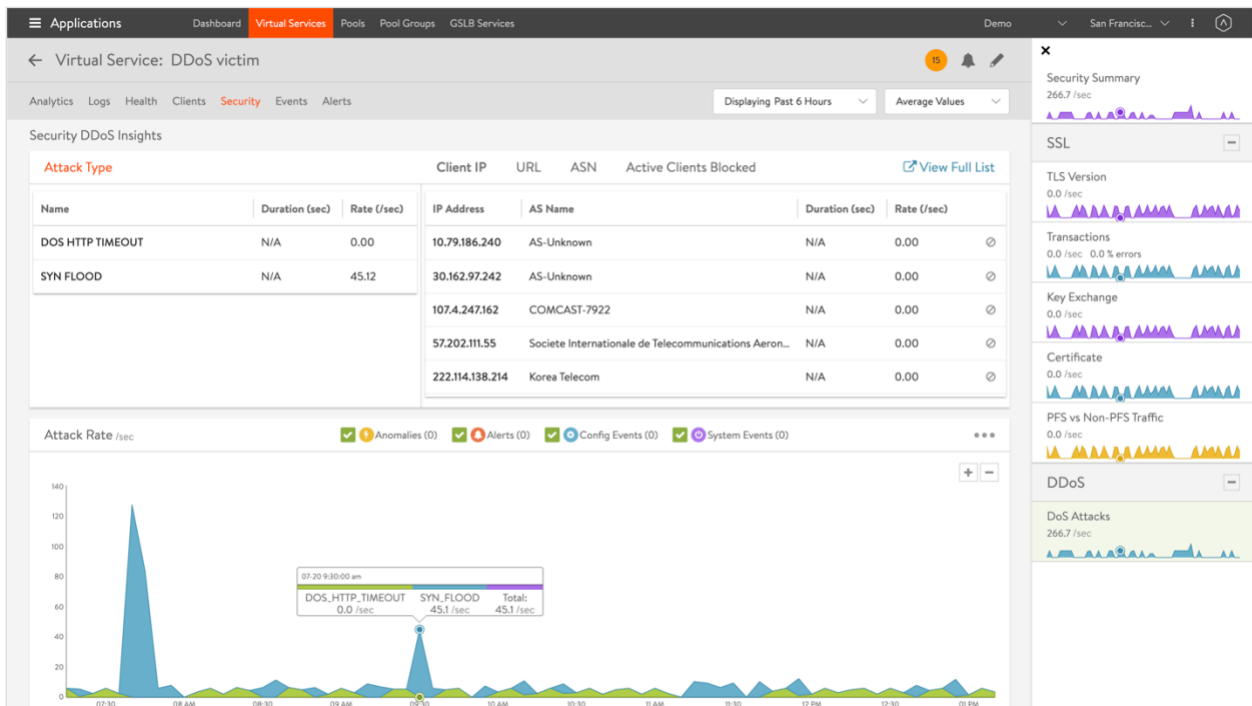 Applications Dashboard Virtual Services Pools Pool Groups GSLB Services Demo San Francisc...
Virtual Service: DDoS victim 15
Analytics Logs Health Clients Security Events Alerts Displaying Past 6 Hours Average Values
Security DDoS Insights
Attack Type
Name Duration (sec) Rate (/sec)
DOS HTTP TIMEOUT N/A 0.00
SYN FLOOD N/A 45.12
Client IP URL ASN Active Clients Blocked View Full List
IP Address AS Name Duration (sec) Rate (/sec)
10.79.186.240 AS-Unknown N/A 0.00
30.162.97.242 AS-Unknown N/A 0.00
107.4.247.162 COMCAST-7922 N/A 0.00
57.202.111.55 Societe Internationale de Telecommunications Aeron... N/A 0.00
222.114.138.214 Korea Telecom N/A 0.00
Attack Rate /sec Anomalies (0) Alerts (0) Config Events (0) System Events (0)
140
120
100
80
60
40
20
0
07-20 9:30:00 am
DOS_HTTP_TIMEOUT SYN_FLOOD Total:
0.0 /sec 45.1 /sec 45.1 /sec
07:30 08 AM 08:30 09 AM 09:30 10 AM 10:30 11 AM 11:30 12 PM 12:30 01 PM
Security Summary
266.7 /sec
SSL
TLS Version
0.0 /sec
Transactions
0.0 /sec 0.0 % errors
Key Exchange
0.0 /sec
Certificate
0.0 /sec
PFS vs Non-PFS Traffic
0.0 /sec
DDoS
DoS Attacks
266.7 /sec